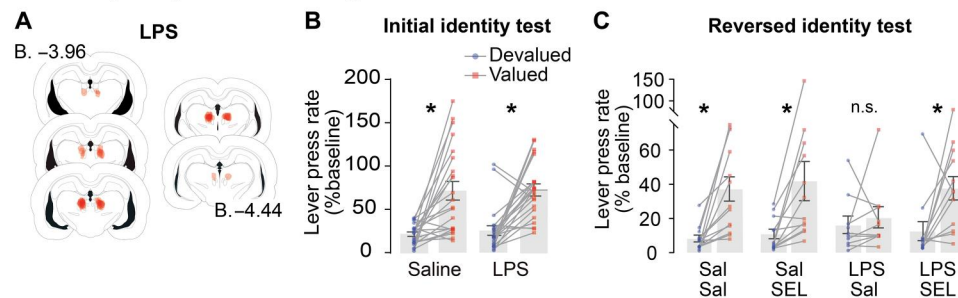 A
LPS
B. −3.96
B. −4.44
B
Initial identity test
Devalued
Valued
Lever press rate
(%baseline)
200
150
100
50
0
*
*
Saline
LPS
C
Reversed identity test
Lever press rate
(% baseline)
150
100
60
40
20
0
*
*
n.s.
*
Sal
Sal
Sal
SEL
LPS
Sal
LPS
SEL